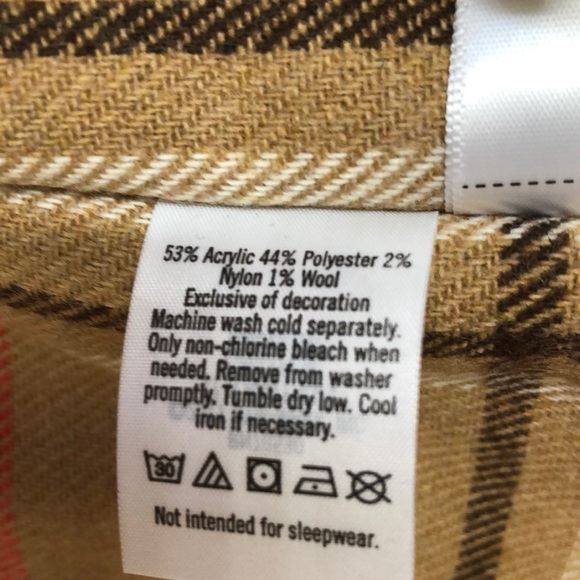 53% Acrylic 44% Polyester 2%
Nylon 1% Wool
Exclusive of decoration
Machine wash cold separately.
Only non-chlorine bleach when
needed. Remove from washer
promptly. Tumble dry low. Cool
iron if necessary.
30
Not intended for sleepwear.